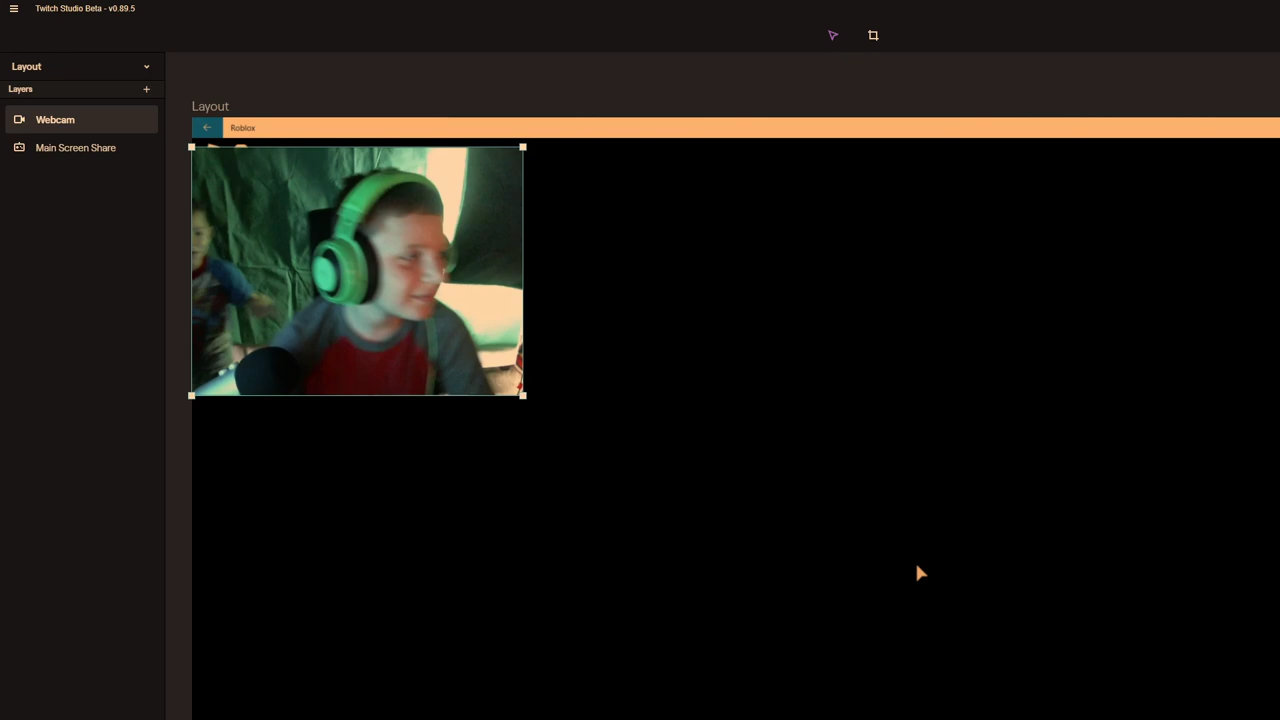 Twitch Studio Beta - v0.89.5
Layout
Layers
Webcam
Main Screen Share
Layout
Roblox